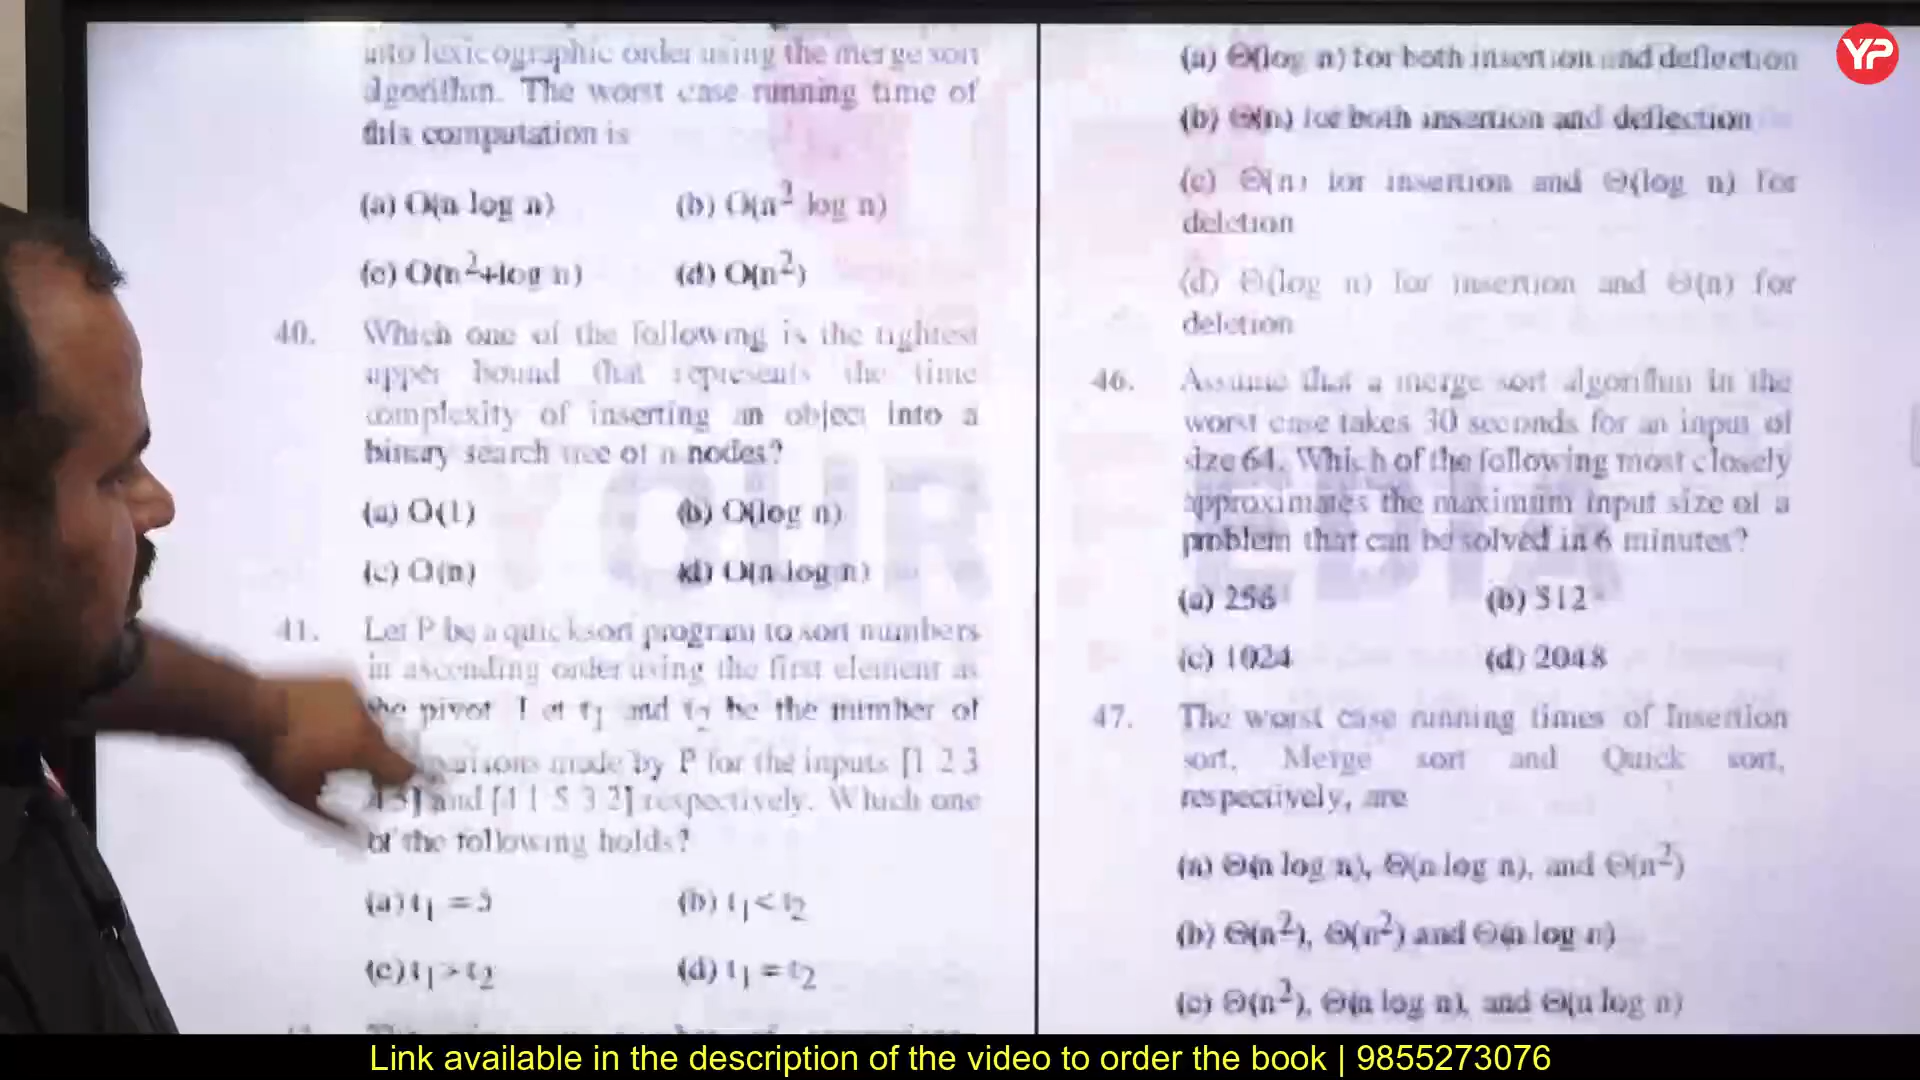 into lexicographic order using the merge sort
algorithm. The worst case running time of
this computation is
(a) O(n log n) (b) O(n² log n)
(c) O(n²+log n) (d) O(n²)
40. Which one of the following is the tightest
upper bound that represents the time
complexity of inserting an object into a
binary search tree of n nodes?
(a) O(1) (b) O(log n)
(c) O(n) (d) O(n log n)
41. Let P be a quicksort program to sort numbers
in ascending order using the first element as
the pivot. Let t₁ and t₂ be the number of
made by P for the inputs [1 2 3
4 5] and [4 1 5 3 2] respectively. Which one
of the following holds?
(a) t₁ = 5 (b) t₁ < t₂
(c) t₁ > t₂ (d) t₁ = t₂
(a) Θ(log n) for both insertion and deflection
(b) Θ(n) for both insertion and deflection
(c) Θ(n) for insertion and Θ(log n) for
deletion
(d) Θ(log n) for insertion and Θ(n) for
deletion
46. Assume that a merge sort algorithm in the
worst case takes 30 seconds for an input of
size 64. Which of the following most closely
approximates the maximum input size of a
problem that can be solved in 6 minutes?
(a) 256 (b) 512
(c) 1024 (d) 2048
47. The worst case running times of Insertion
sort, Merge sort and Quick sort,
respectively, are
(a) Θ(n log n), Θ(n log n), and Θ(n²)
(b) Θ(n²), Θ(n²) and Θ(n log n)
(c) Θ(n²), Θ(n log n), and Θ(n log n)
YP
Link available in the description of the video to order the book | 9855273076